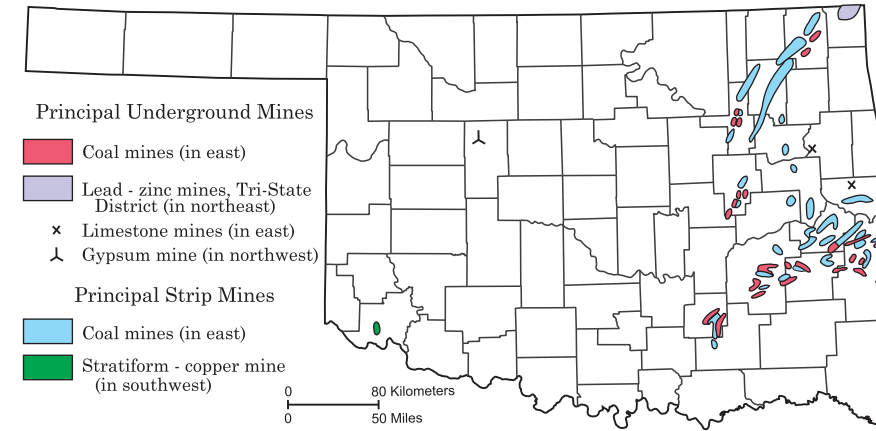 Principal Underground Mines
Coal mines (in east)
Lead - zinc mines, Tri-State
District (in northeast)
Limestone mines (in east)
Gypsum mine (in northwest)
Principal Strip Mines
Coal mines (in east)
Stratiform - copper mine
(in southwest)
0 80 Kilometers
0 50 Miles